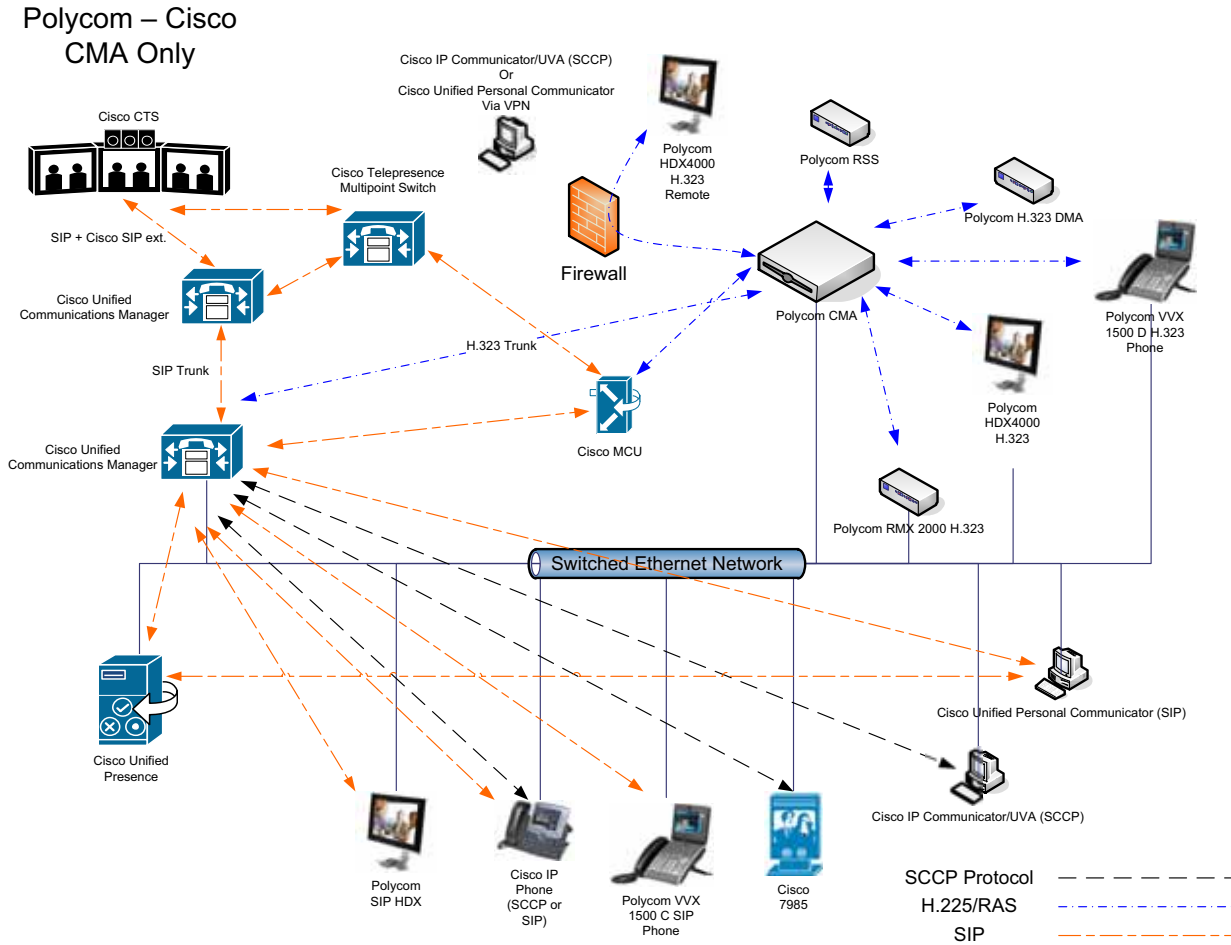 Polycom – Cisco
CMA Only
Cisco IP Communicator/UVA (SCCP)
Or
Cisco Unified Personal Communicator
Via VPN
Cisco CTS
Polycom
HDX4000
H.323
Remote
Polycom RSS
Cisco Telepresence
Multipoint Switch
Polycom H.323 DMA
SIP + Cisco SIP ext.
Firewall
Cisco Unified
Communications Manager
Polycom CMA
Polycom VVX
1500 D H.323
Phone
H.323 Trunk
SIP Trunk
Polycom
HDX4000
H.323
Cisco Unified
Communications Manager
Cisco MCU
Polycom RMX 2000 H.323
Switched Ethernet Network
Cisco Unified Personal Communicator (SIP)
Cisco Unified
Presence
Cisco IP Communicator/UVA (SCCP)
Polycom
SIP HDX
Cisco IP
Phone
(SCCP or
SIP)
Polycom VVX
1500 C SIP
Phone
Cisco
7985
SCCP Protocol
H.225/RAS
SIP